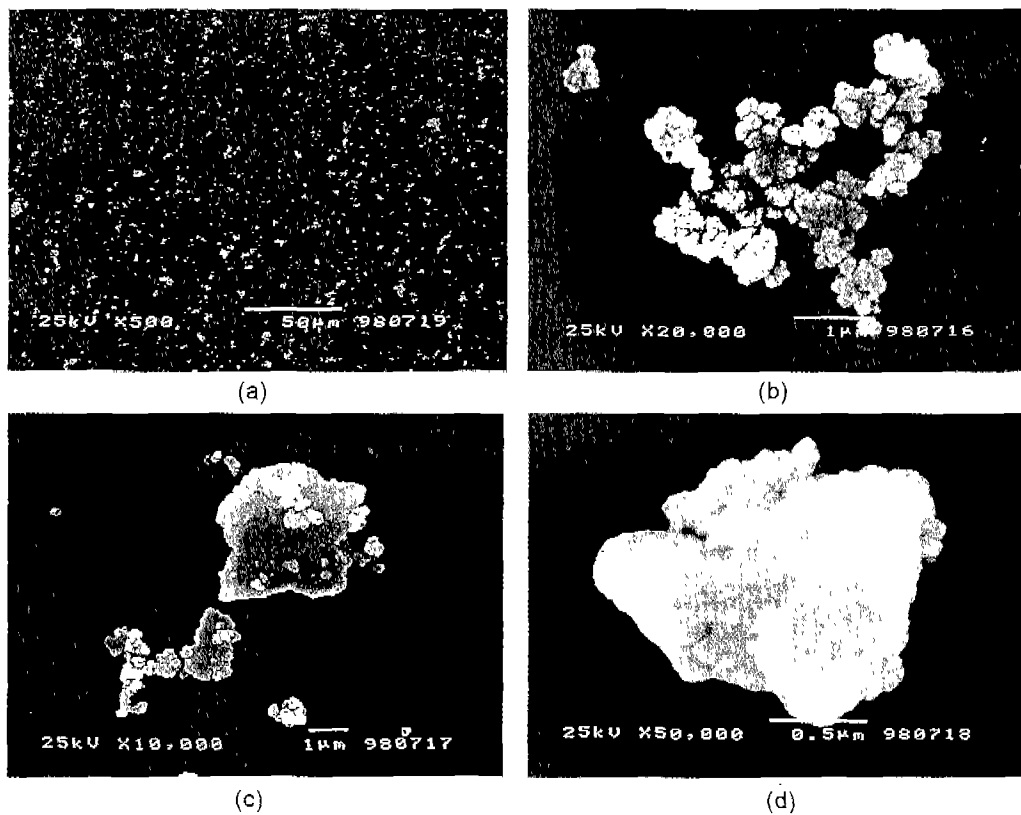 25kV X500 50μm 980719
25kV X20,000 1μm 980716
(a)
(b)
25kV X10,000 1μm 980717
25kV X50,000 0.5μm 980718
(c)
(d)